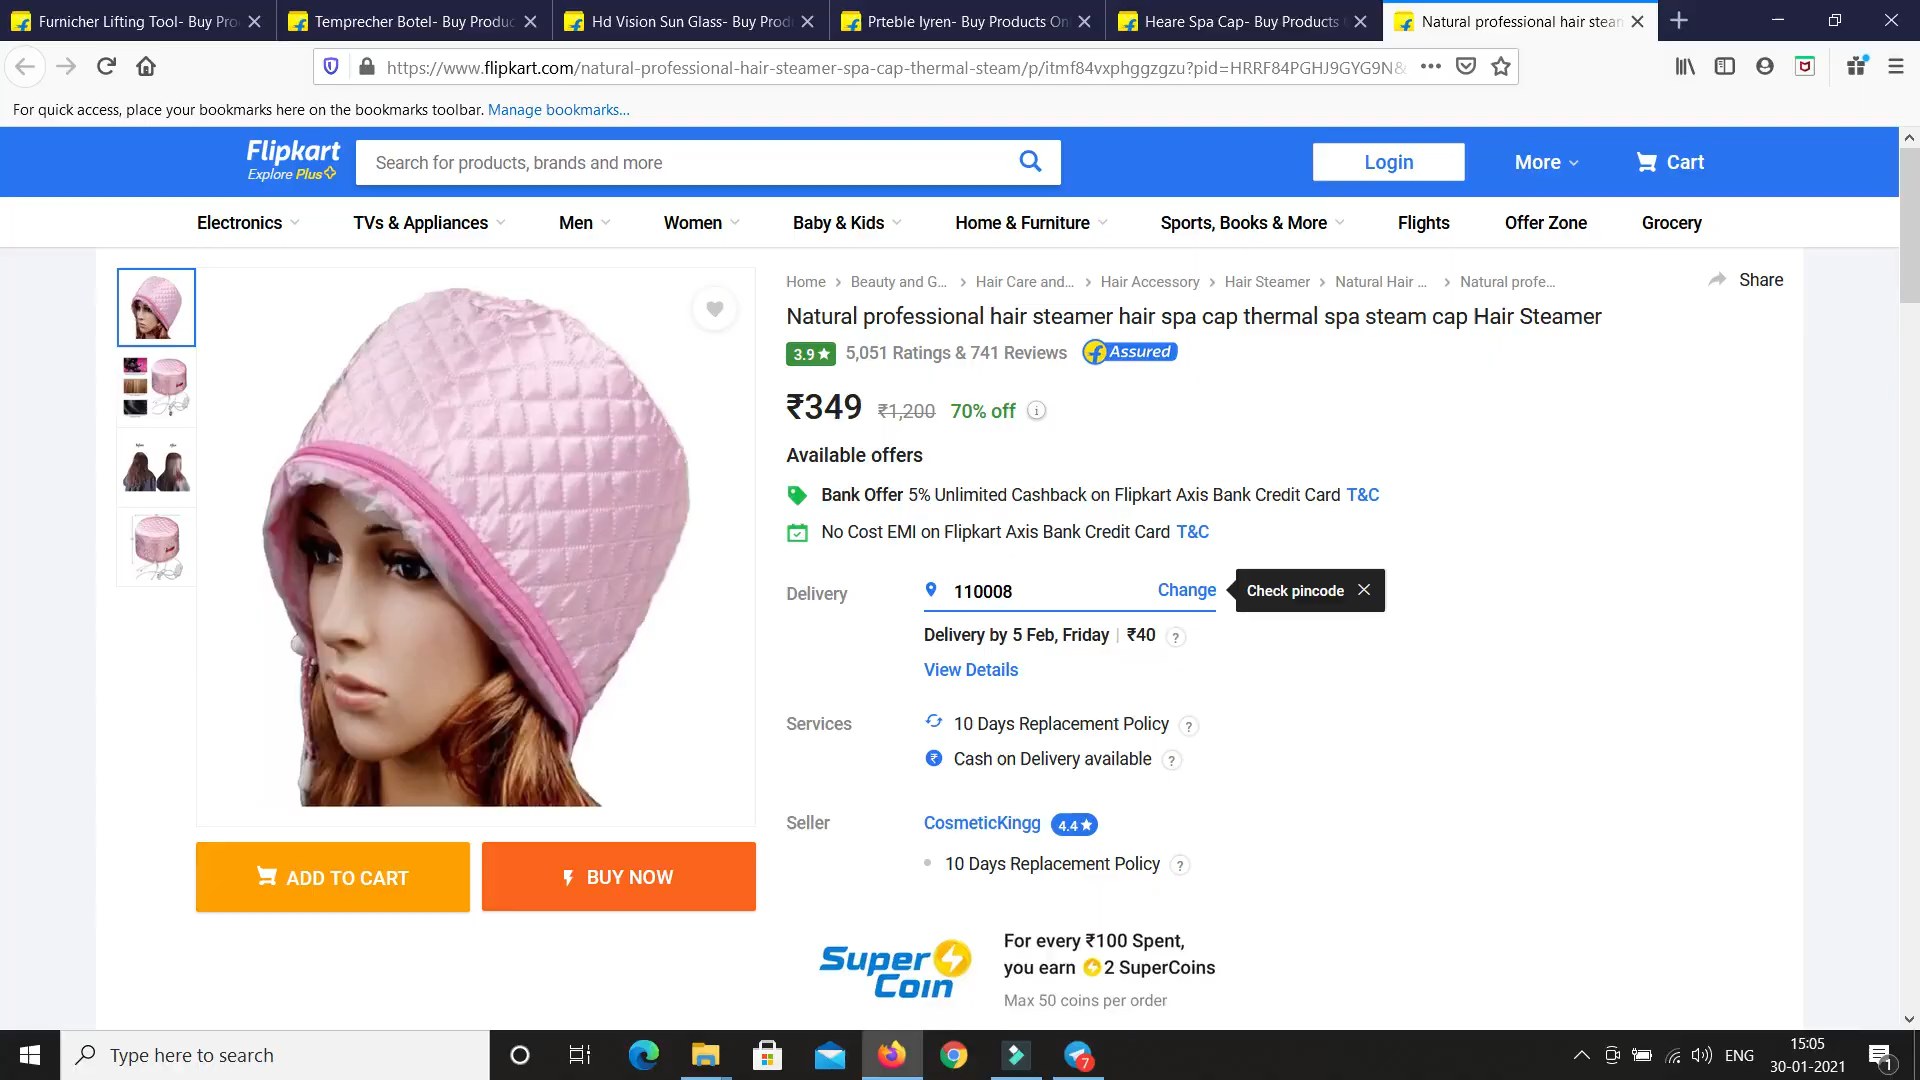 Furnicher Lifting Tool- Buy Pro
Temprecher Botel- Buy Produc
Hd Vision Sun Glass- Buy Prod
Prteble Iyren- Buy Products On
Heare Spa Cap- Buy Products
Natural professional hair stean
https://www.flipkart.com/natural-professional-hair-steamer-spa-cap-thermal-steam/p/itmf84vxphggzgzu?pid=HRRF84PGHJ9GYG9N&
For quick access, place your bookmarks here on the bookmarks toolbar. Manage bookmarks...
Flipkart
Explore Plus
Search for products, brands and more
Login
More
Cart
Electronics
TVs & Appliances
Men
Women
Baby & Kids
Home & Furniture
Sports, Books & More
Flights
Offer Zone
Grocery
Home > Beauty and G... > Hair Care and... > Hair Accessory > Hair Steamer > Natural Hair ... > Natural profe...
Share
Natural professional hair steamer hair spa cap thermal spa steam cap Hair Steamer
3.9★ 5,051 Ratings & 741 Reviews Assured
₹349 ₹1,200 70% off
Available offers
Bank Offer 5% Unlimited Cashback on Flipkart Axis Bank Credit Card T&C
No Cost EMI on Flipkart Axis Bank Credit Card T&C
Delivery
110008
Change
Check pincode
Delivery by 5 Feb, Friday | ₹40 ?
View Details
Services
10 Days Replacement Policy ?
Cash on Delivery available ?
Seller
CosmeticKingg 4.4★
10 Days Replacement Policy ?
ADD TO CART
BUY NOW
Super Coin
For every ₹100 Spent,
you earn 2 SuperCoins
Max 50 coins per order
Type here to search
7
ENG
15:05
30-01-2021
1